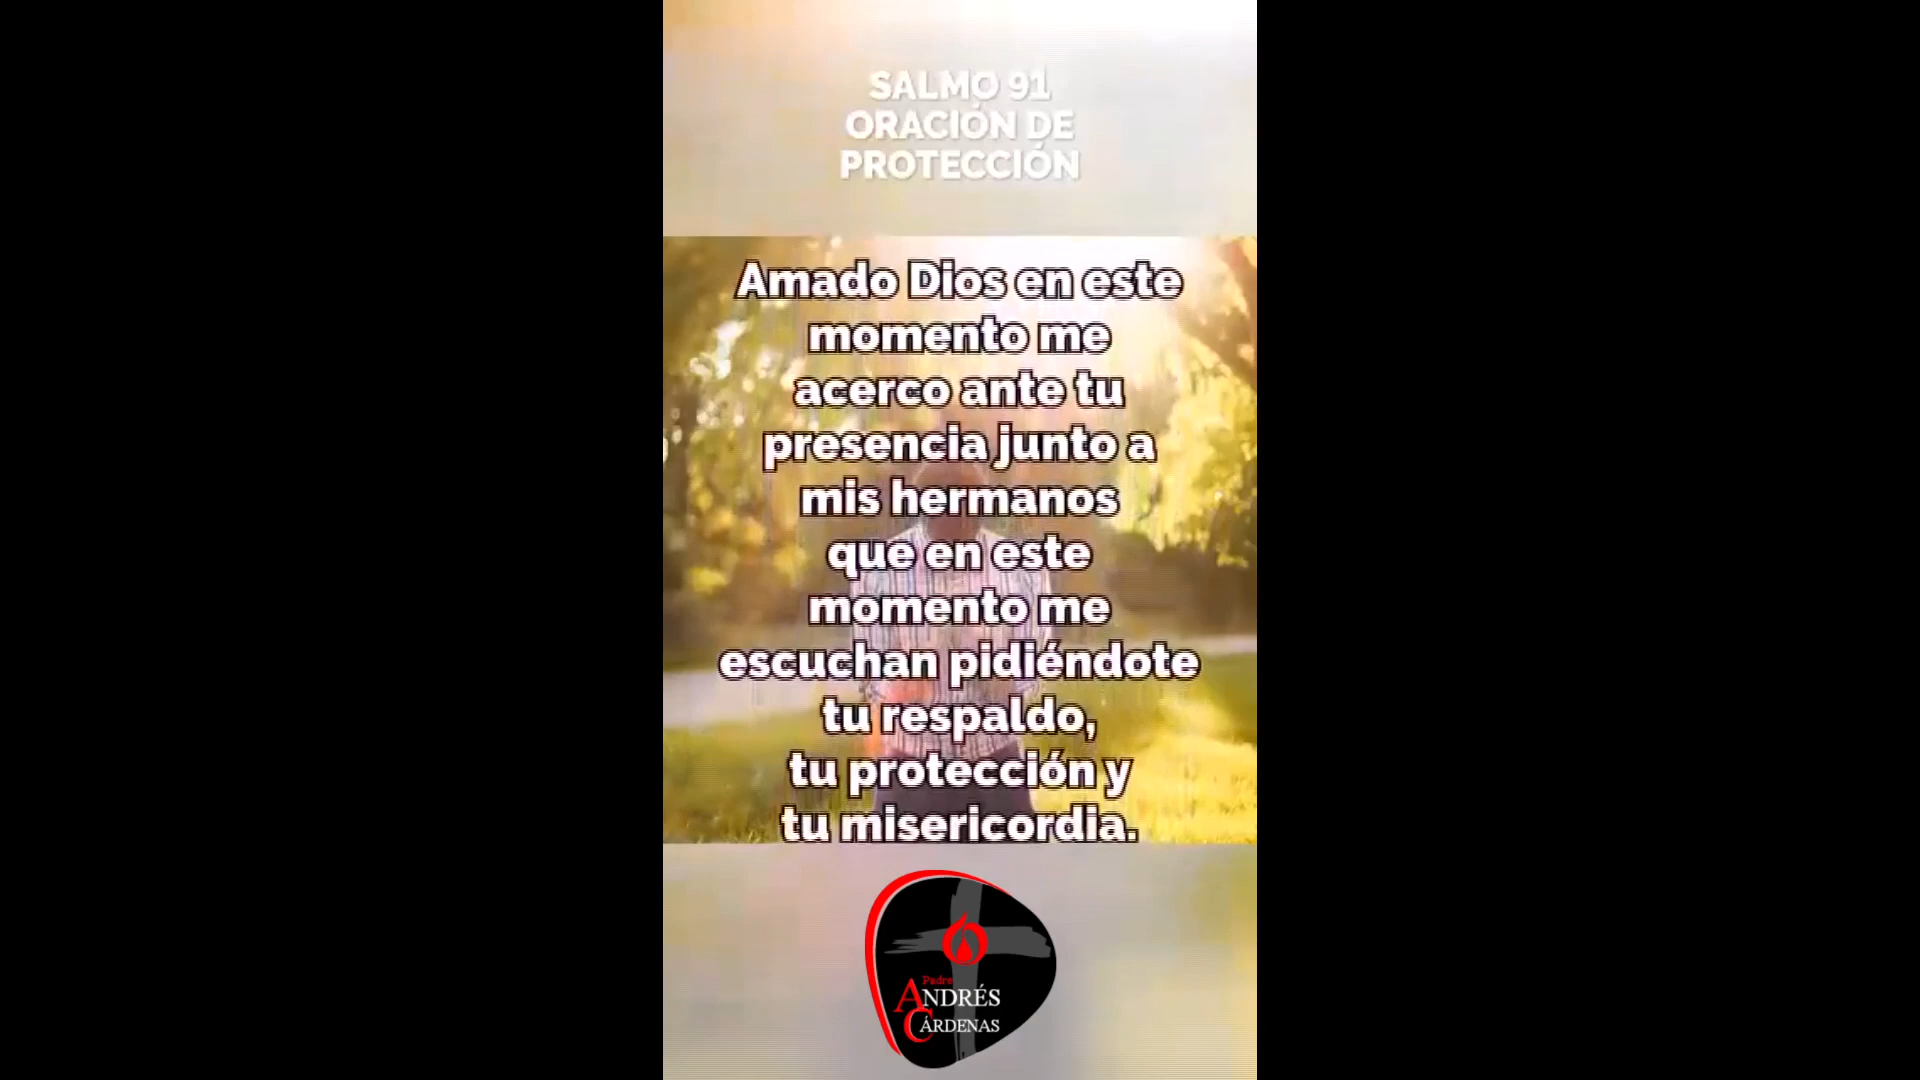 SALMO 91
ORACIÓN DE
PROTECCIÓN
Amado Dios en este
momento me
acerco ante tu
presencia junto a
mis hermanos
que en este
momento me
escuchan pidiéndote
tu respaldo,
tu protección y
tu misericordia.
Padre
ANDRÉS
CÁRDENAS